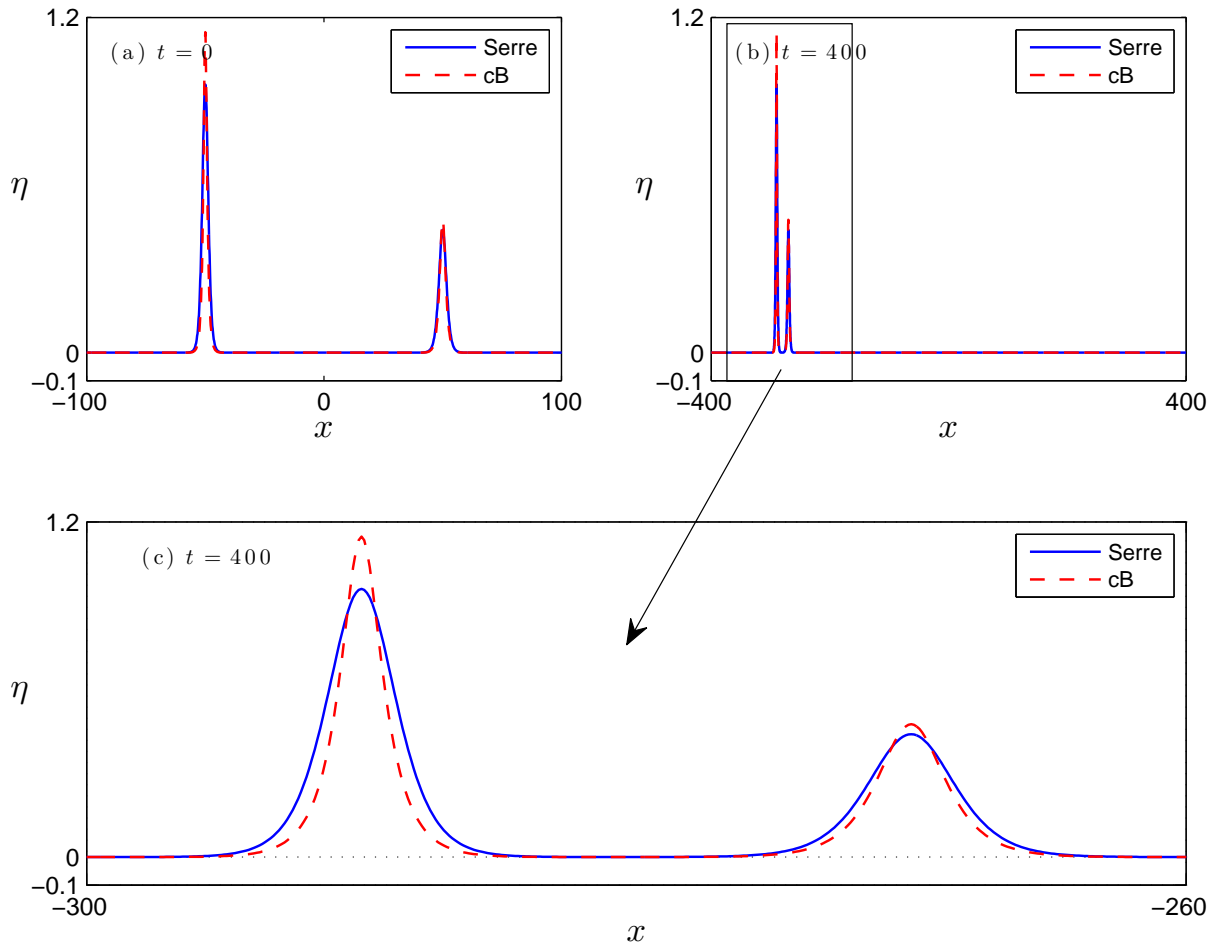 1.2
(a) t = 0
Serre
cB
η
0
−0.1
−100
0
100
x
1.2
(b) t = 400
Serre
cB
η
0
−0.1
−400
400
x
1.2
(c) t = 400
Serre
cB
η
0
−0.1
−300
−260
x